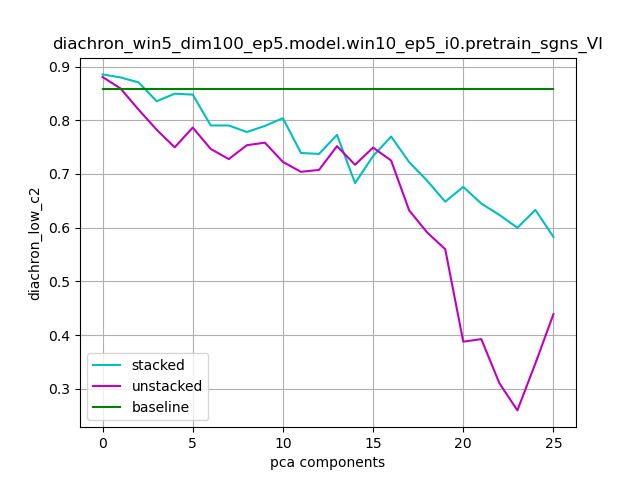 diachron_win5_dim100_ep5.model.win10_ep5_i0.pretrain_sgns_VI
0.9
0.8
0.7
0.6
0.5
0.4
0.3
diachron_low_c2
stacked
unstacked
baseline
0 5 10 15 20 25
pca components